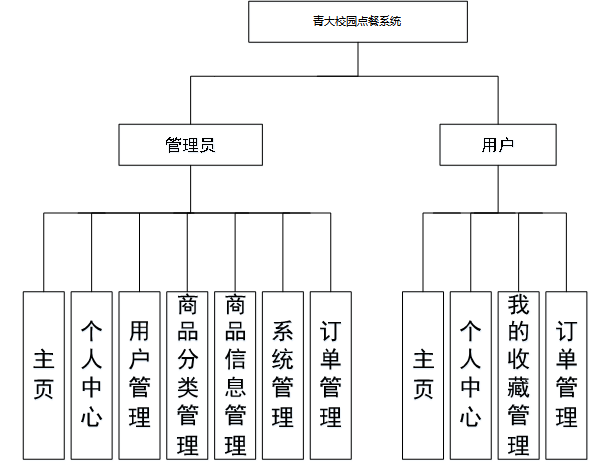 青大校园点餐系统
管理员
用户
主页
个人中心
用户管理
商品分类管理
商品信息管理
系统管理
订单管理
主页
个人中心
我的收藏管理
订单管理